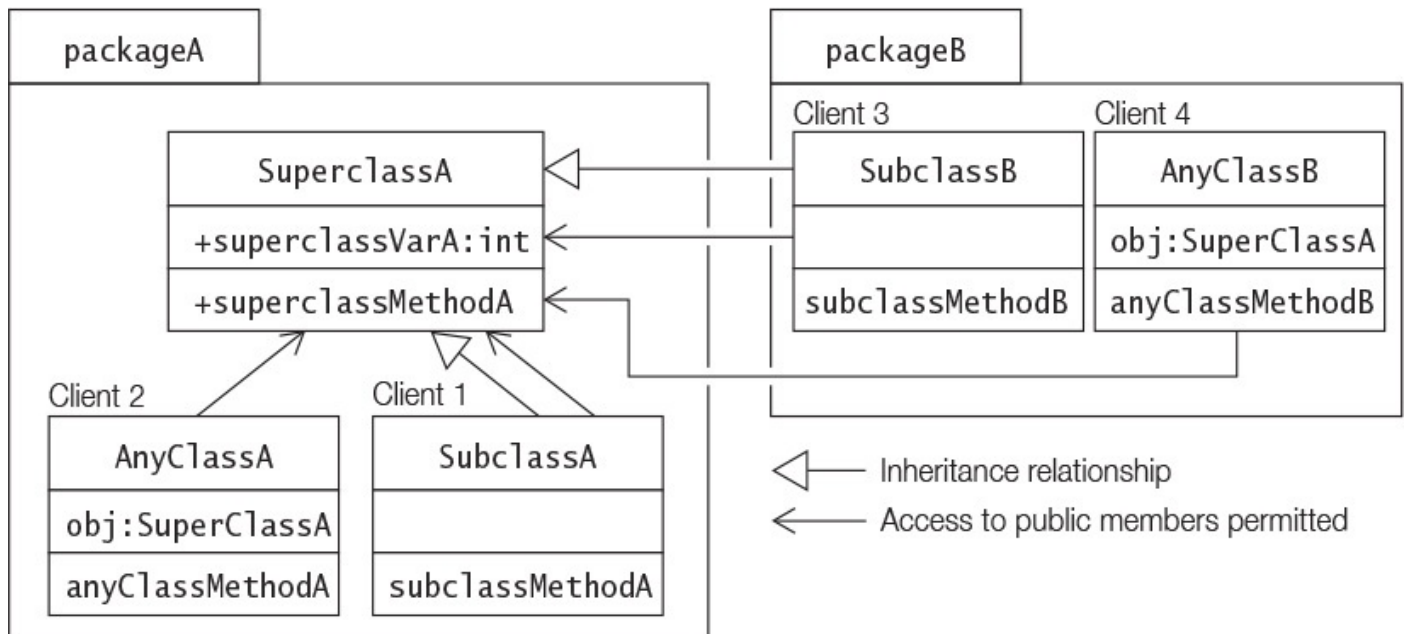 packageA
packageB
Client 3
Client 4
SuperclassA
SubclassB
AnyClassB
+superclassVarA:int
obj:SuperClassA
+superclassMethodA
subclassMethodB
anyClassMethodB
Client 2
Client 1
AnyClassA
SubclassA
obj:SuperClassA
anyClassMethodA
subclassMethodA
Inheritance relationship
Access to public members permitted